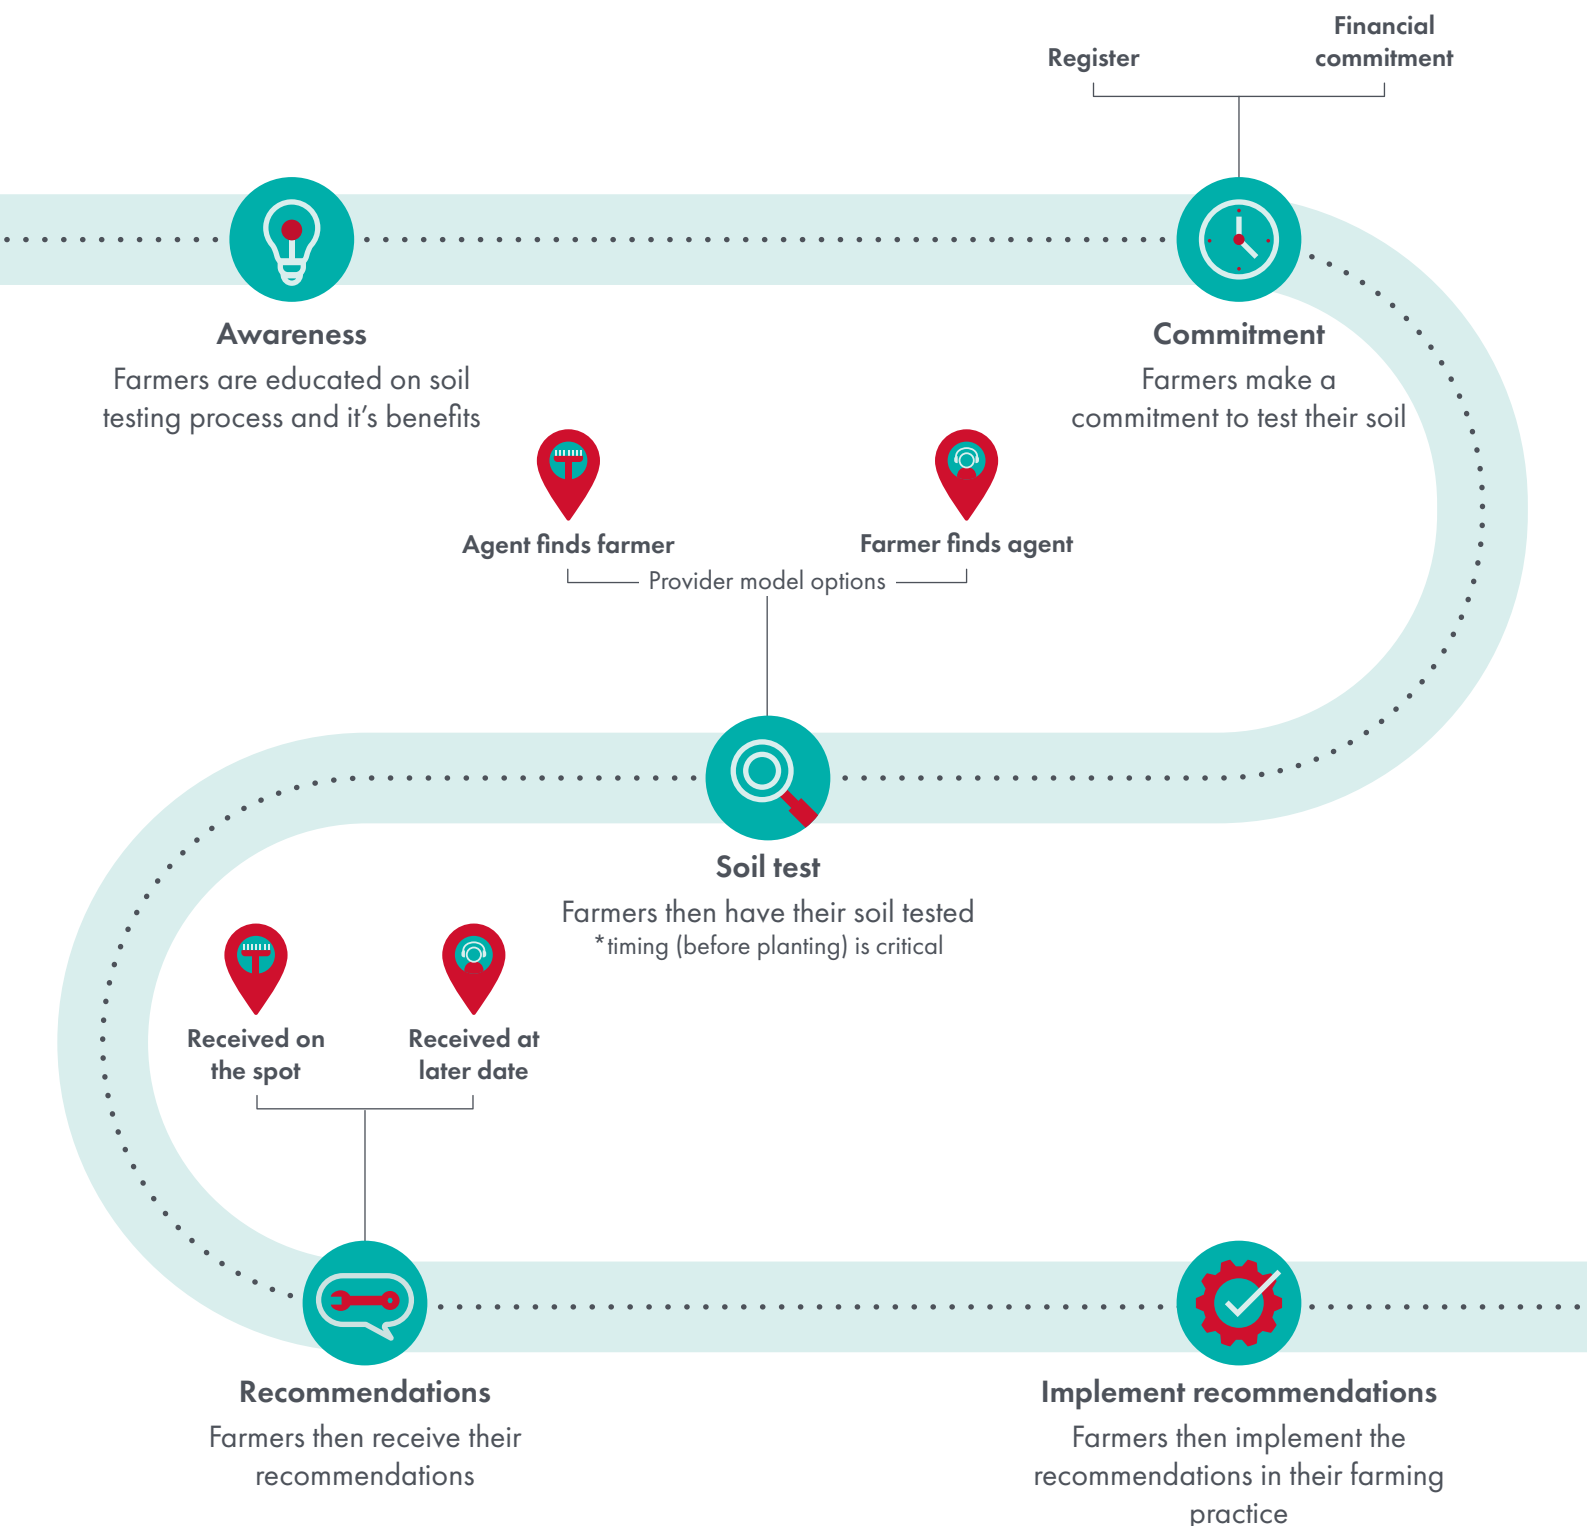 Register
Financial
commitment
Awareness
Farmers are educated on soil
testing process and it's benefits
Commitment
Farmers make a
commitment to test their soil
Agent finds farmer
Farmer finds agent
Provider model options
Soil test
Farmers then have their soil tested
*timing (before planting) is critical
Received on
the spot
Received at
later date
Recommendations
Farmers then receive their
recommendations
Implement recommendations
Farmers then implement the
recommendations in their farming
practice